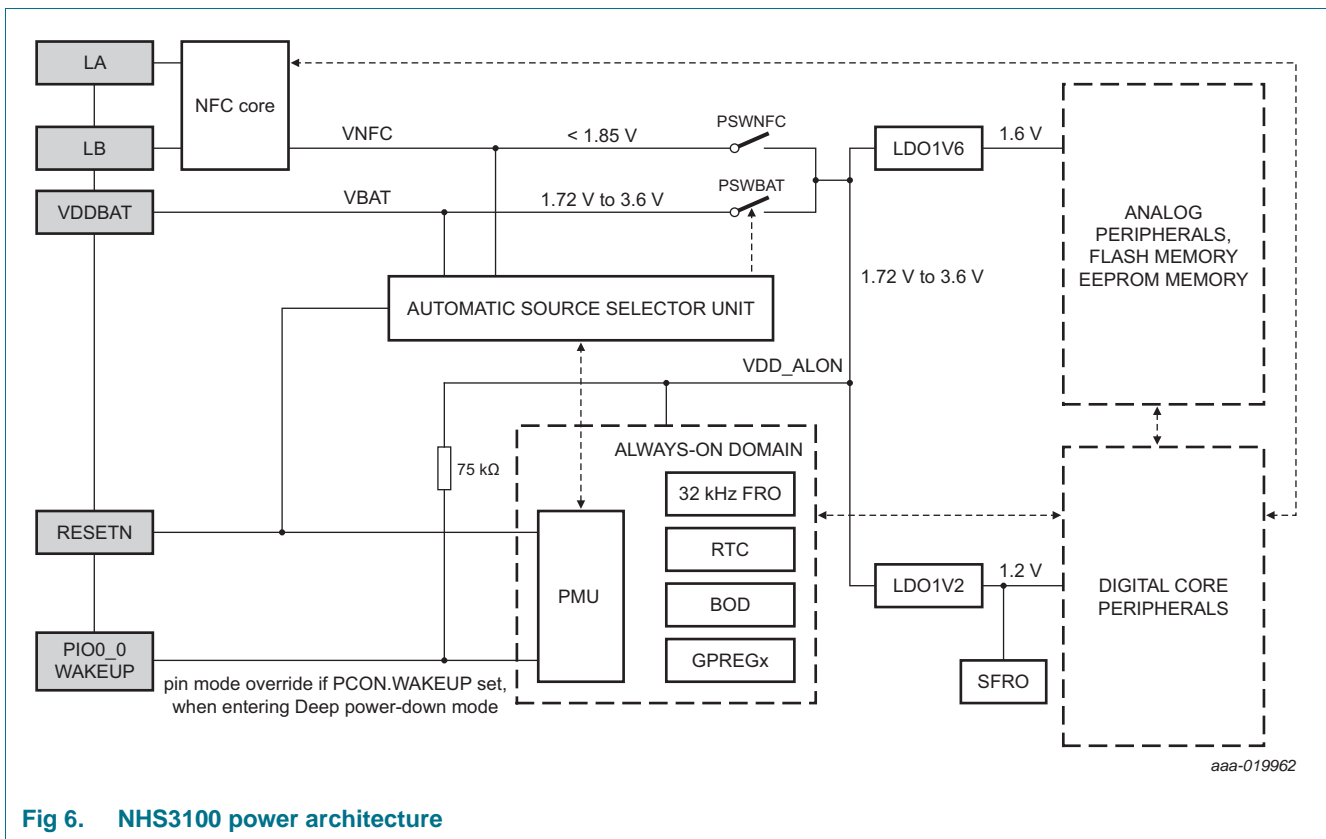 LA
NFC core
LB
VNFC
< 1.85 V
PSWNFC
LDO1V6
1.6 V
VDDBAT
VBAT
1.72 V to 3.6 V
PSWBAT
ANALOG
PERIPHERALS,
FLASH MEMORY
EEPROM MEMORY
1.72 V to 3.6 V
AUTOMATIC SOURCE SELECTOR UNIT
VDD_ALON
75 kΩ
ALWAYS-ON DOMAIN
32 kHz FRO
RTC
BOD
GPREGx
PMU
RESETN
PIO0_0
WAKEUP
pin mode override if PCON.WAKEUP set,
when entering Deep power-down mode
LDO1V2
1.2 V
SFRO
DIGITAL CORE
PERIPHERALS
aaa-019962
Fig 6. NHS3100 power architecture